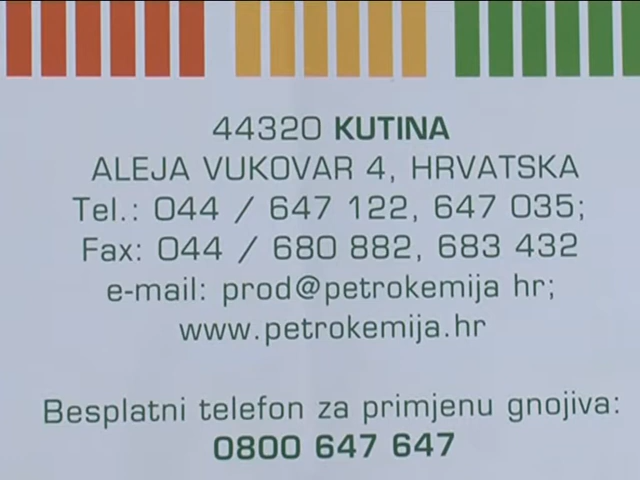 44320 KUTINA
ALEJA VUKOVAR 4, HRVATSKA
Tel.: 044 / 647 122, 647 035;
Fax: 044 / 680 882, 683 432
e-mail: prod@petrokemija hr;
www.petrokemija.hr
Besplatni telefon za primjenu gnojiva:
0800 647 647